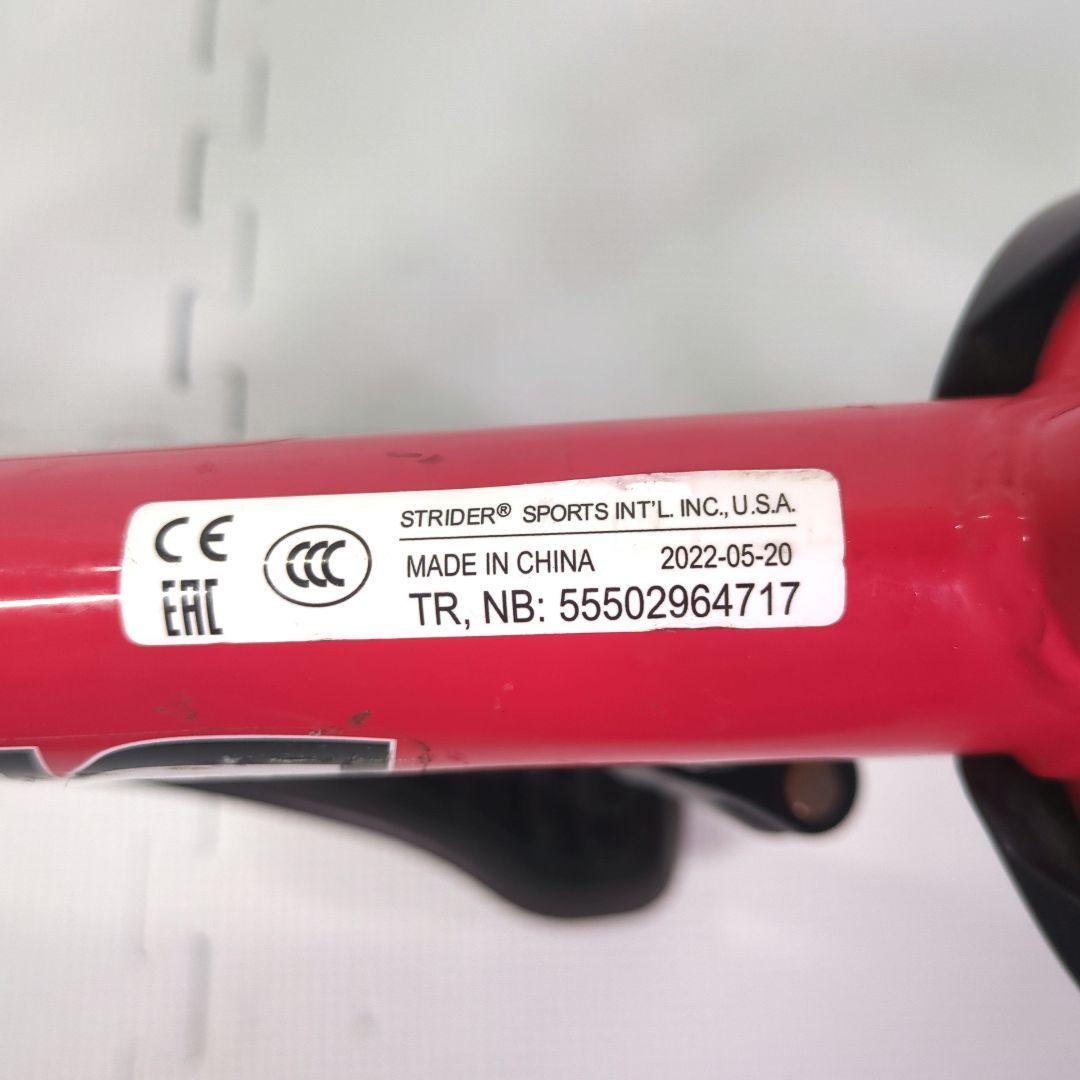 CE
EAC
CCC
STRIDER® SPORTS INT'L. INC., U.S.A.
MADE IN CHINA 2022-05-20
TR, NB: 55502964717